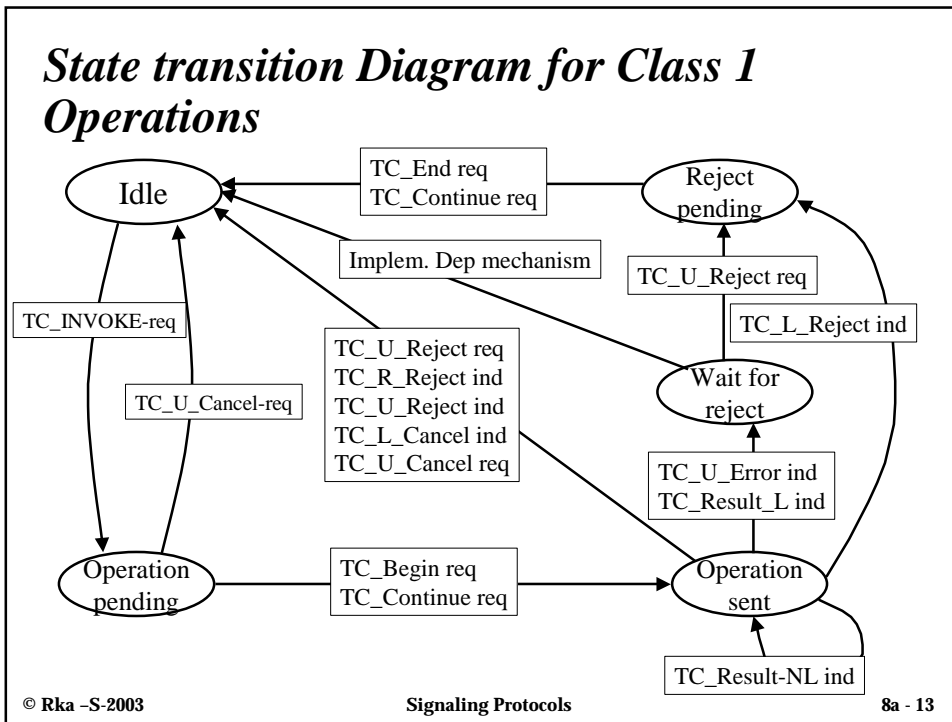 State transition Diagram for Class 1
Operations
Idle
TC_End req
TC_Continue req
Reject
pending
Implem. Dep mechanism
TC_U_Reject req
TC_INVOKE-req
TC_L_Reject ind
TC_U_Reject req
TC_R_Reject ind
TC_U_Reject ind
TC_L_Cancel ind
TC_U_Cancel req
Wait for
reject
TC_U_Cancel-req
TC_U_Error ind
TC_Result_L ind
Operation
pending
TC_Begin req
TC_Continue req
Operation
sent
TC_Result-NL ind
© Rka –S-2003
Signaling Protocols
8a - 13